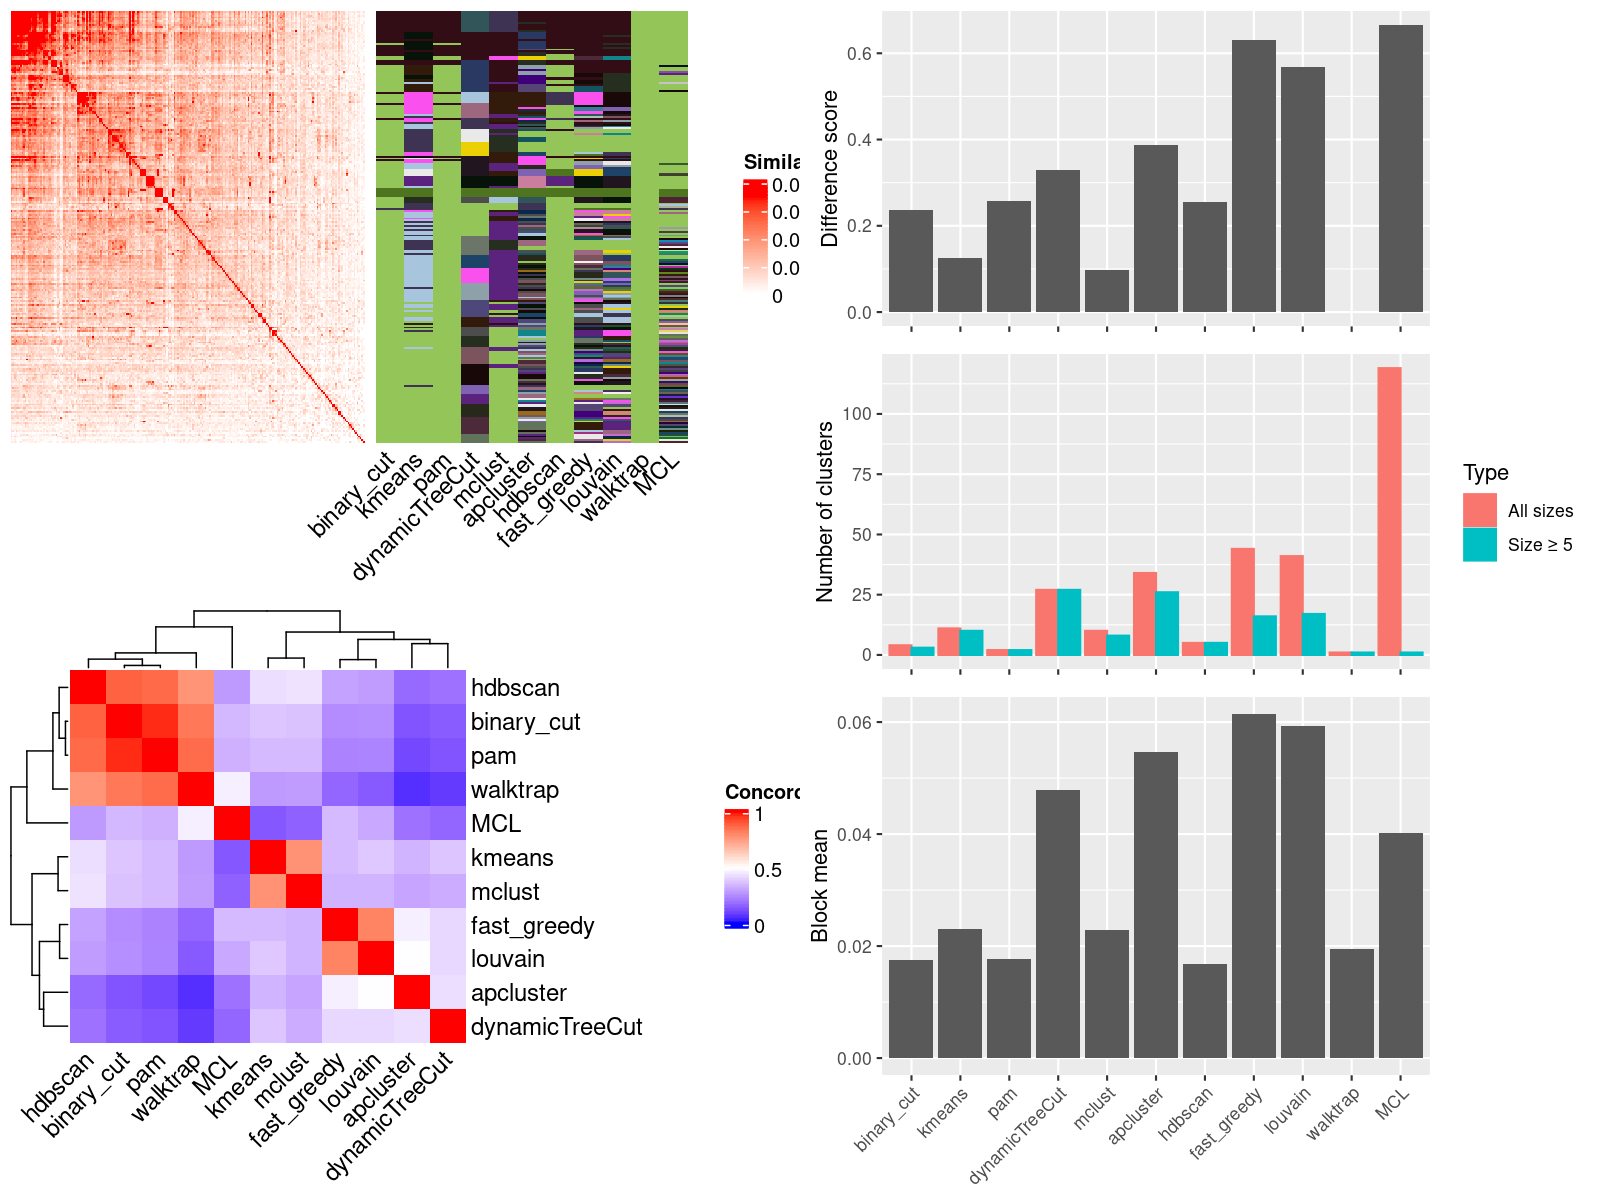 Simila
0.0
0.0
0.0
0.0
0
binary_cut
kmeans
pam
dynamicTreeCut
mclust
apcluster
hdbscan
fast_greedy
louvain
walktrap
MCL
hdbscan
binary_cut
pam
walktrap
MCL
kmeans
mclust
fast_greedy
louvain
apcluster
dynamicTreeCut
hdbscan
binary_cut
pam
walktrap
MCL
kmeans
mclust
fast_greedy
louvain
apcluster
dynamicTreeCut
Concord
1
0.5
0
Difference score
0.6
0.4
0.2
0.0
Number of clusters
100
75
50
25
0
Type
All sizes
Size ≥ 5
Block mean
0.06
0.04
0.02
0.00
binary_cut
kmeans
pam
dynamicTreeCut
mclust
apcluster
hdbscan
fast_greedy
louvain
walktrap
MCL